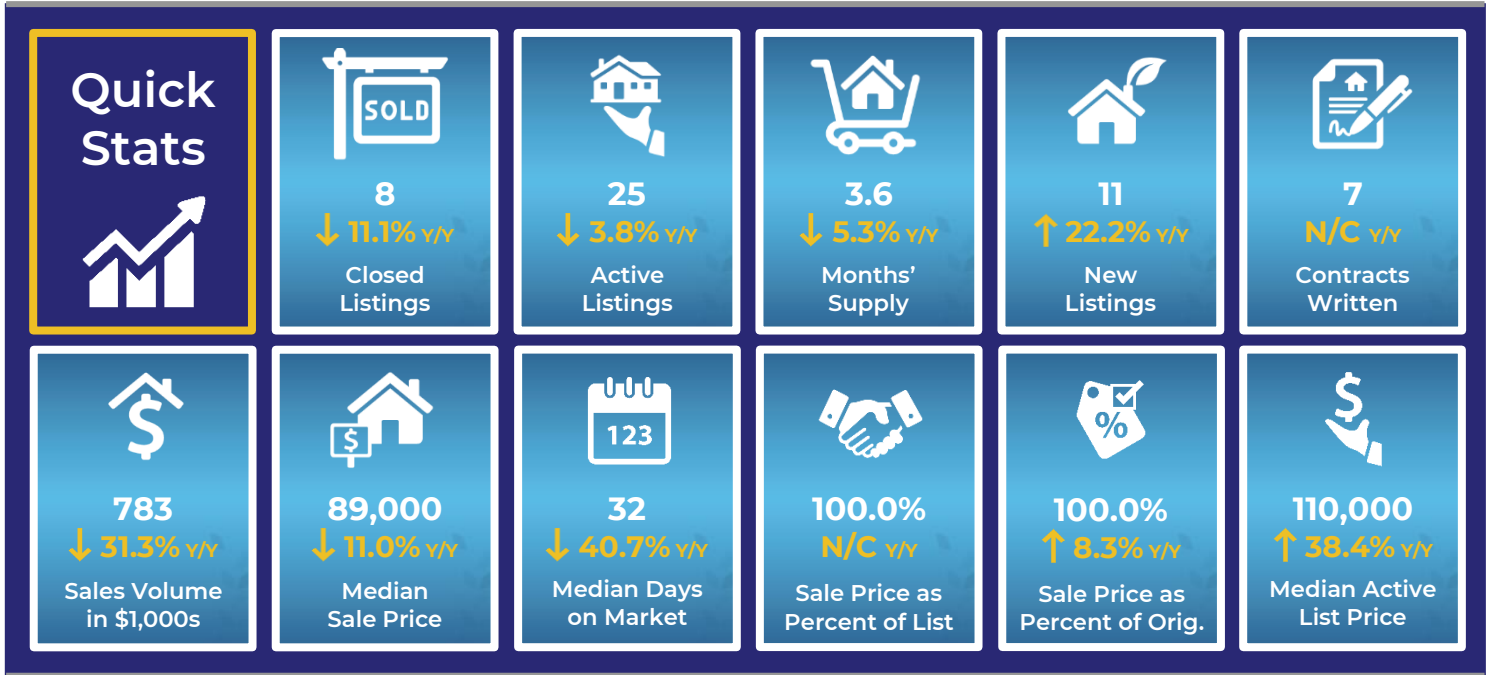 Quick
Stats
SOLD
8
↓ 11.1% Y/Y
Closed
Listings
25
↓ 3.8% Y/Y
Active
Listings
3.6
↓ 5.3% Y/Y
Months’
Supply
11
↑ 22.2% Y/Y
New
Listings
7
N/C Y/Y
Contracts
Written
$
783
↓ 31.3% Y/Y
Sales Volume
in $1,000s
$
89,000
↓ 11.0% Y/Y
Median
Sale Price
123
32
↓ 40.7% Y/Y
Median Days
on Market
100.0%
N/C Y/Y
Sale Price as
Percent of List
%
100.0%
↑ 8.3% Y/Y
Sale Price as
Percent of Orig.
$
110,000
↑ 38.4% Y/Y
Median Active
List Price